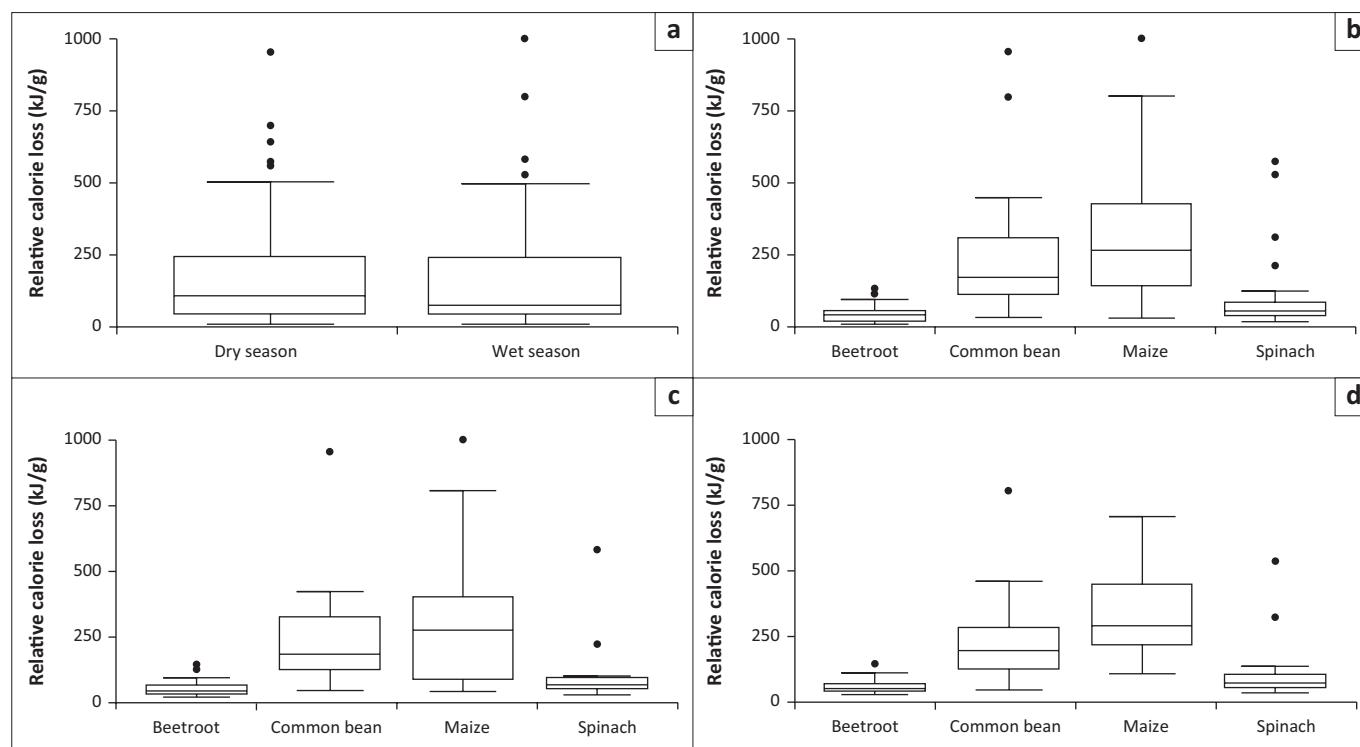 a
Relative calorie loss (kJ/g)
1000
750
500
250
0
Dry season Wet season
b
Relative calorie loss (kJ/g)
1000
750
500
250
0
Beetroot Common bean Maize Spinach
c
Relative calorie loss (kJ/g)
1000
750
500
250
0
Beetroot Common bean Maize Spinach
d
Relative calorie loss (kJ/g)
1000
750
500
250
0
Beetroot Common bean Maize Spinach